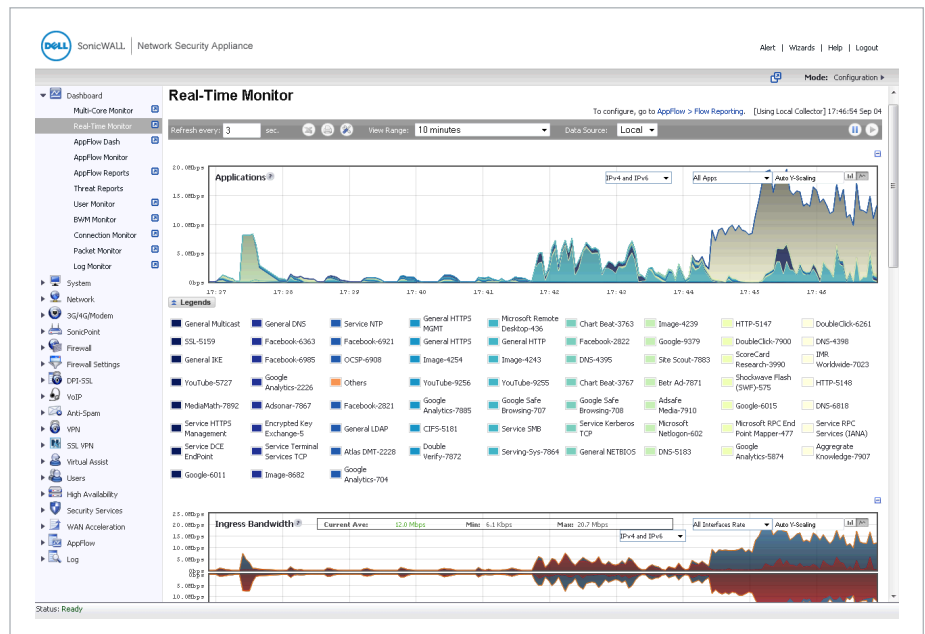 DELL SonicWALL | Network Security Appliance
Alert | Wizards | Help | Logout
Mode: Configuration
Dashboard
Multi-Core Monitor
Real-Time Monitor
AppFlow Dash
AppFlow Monitor
AppFlow Reports
Threat Reports
User Monitor
BWM Monitor
Connection Monitor
Packet Monitor
Log Monitor
System
Network
3G/4G/Modem
SonicPoint
Firewall
Firewall Settings
DPI-SSL
VoIP
Anti-Spam
VPN
SSL VPN
Virtual Assist
Users
High Availability
Security Services
WAN Acceleration
AppFlow
Log
Real-Time Monitor
To configure, go to AppFlow > Flow Reporting. [Using Local Collector] 17:46:54 Sep 04
Refresh every: 3 sec. View Range: 10 minutes Data Source: Local
Applications
IPv4 and IPv6 All Apps Auto Y-Scaling
20.0Mbps
15.0Mbps
10.0Mbps
5.0Mbps
0bps
17:37 17:38 17:39 17:40 17:41 17:42 17:43 17:44 17:45 17:46
Legends
General Multicast General DNS Service NTP General HTTPS MGMT Microsoft Remote Desktop-436 Chart Beat-3763 Image-4239 HTTP-5147 DoubleClick-6261
SSL-5159 Facebook-6363 Facebook-6921 General HTTPS General HTTP Facebook-2822 Google-9379 DoubleClick-7900 DNS-4398
General IKE Facebook-6985 OCSP-6908 Image-4254 Image-4243 DNS-4395 Site Scout-7883 ScoreCard Research-3990 IMR Worldwide-7023
YouTube-5727 Google Analytics-2226 Others YouTube-9256 YouTube-9255 Chart Beat-3767 Betr Ad-7871 Shockwave Flash (SWF)-575 HTTP-5148
MediaMath-7892 Adsonar-7867 Facebook-2821 Google Analytics-7885 Google Safe Browsing-707 Google Safe Browsing-708 Adsafe Media-7910 Google-6015 DNS-6818
Service HTTPS Management Encrypted Key Exchange-5 General LDAP CIFS-5181 Service SMB Service Kerberos TCP Microsoft Netlogon-602 Microsoft RPC End Point Mapper-477 Service RPC Services (IANA)
Service DCE EndPoint Service Terminal Services TCP Atlas DMT-2228 Double Verify-7872 Serving-Sys-7864 General NETBIOS DNS-5183 Google Analytics-5874 Aggregrate Knowledge-7907
Google-6011 Image-8682 Google Analytics-704
Ingress Bandwidth
Current Ave: 12.0 Mbps Min: 6.1 Kbps Max: 20.7 Mbps
All Interfaces Rate Auto Y-Scaling
IPv4 and IPv6
25.0Mbps
20.0Mbps
15.0Mbps
10.0Mbps
5.0Mbps
0bps
0bps
5.0Mbps
10.0Mbps
Status: Ready